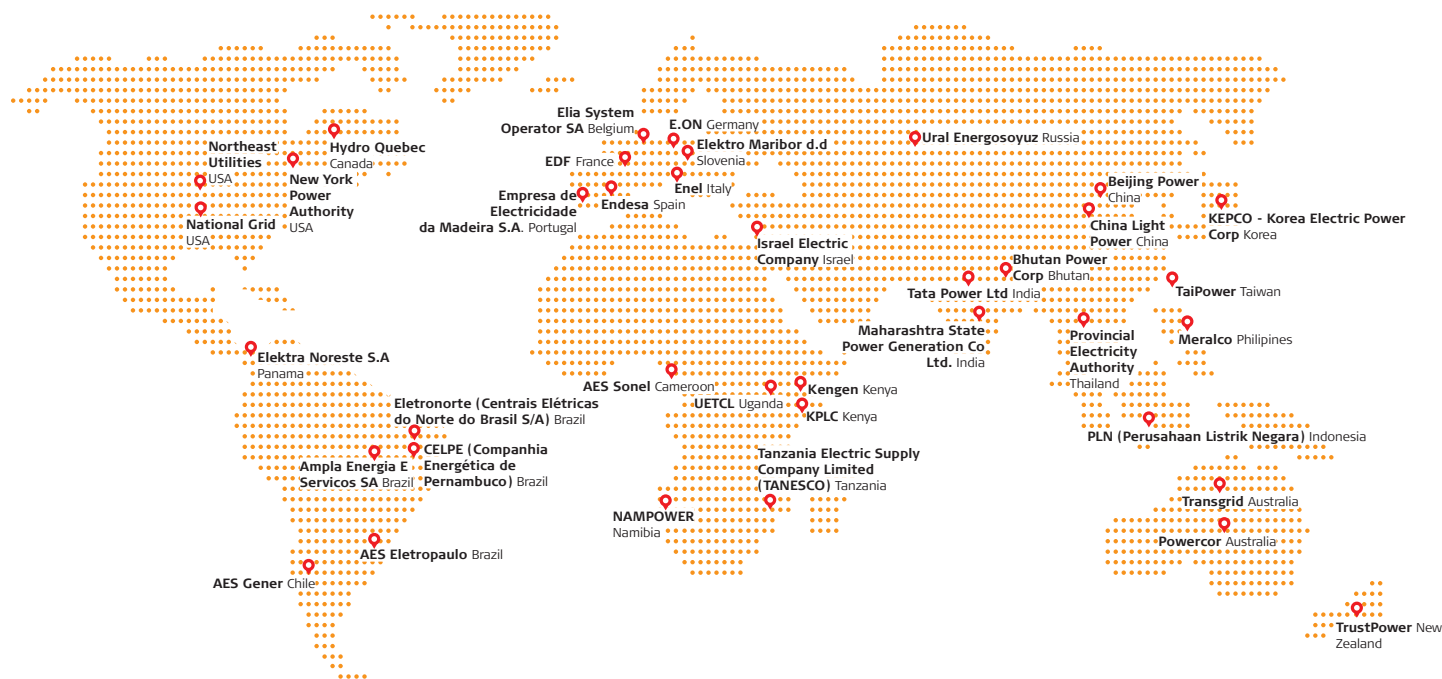 Northeast
Utilities
USA
Hydro Quebec
Canada
New York
Power
Authority
USA
National Grid
USA
Elia System
Operator SA Belgium
E.ON Germany
Elektro Maribor d.d
Slovenia
EDF France
Enel Italy
Empresa de
Electricidade
da Madeira S.A. Portugal
Endesa Spain
Ural Energosoyuz Russia
Beijing Power
China
KEPCO - Korea Electric Power
Corp Korea
China Light
Power China
Israel Electric
Company Israel
Bhutan Power
Corp Bhutan
Tata Power Ltd India
TaiPower Taiwan
Maharashtra State
Power Generation Co
Ltd. India
Provincial
Electricity
Authority
Thailand
Meralco Philipines
Elektra Noreste S.A
Panama
AES Sonel Cameroon
Kengen Kenya
UETCL Uganda
KPLC Kenya
Eletronorte (Centrais Elétricas
do Norte do Brasil S/A) Brazil
CELPE (Companhia
Energética de
Pernambuco) Brazil
Ampla Energia E
Servicos SA Brazil
PLN (Perusahaan Listrik Negara) Indonesia
Tanzania Electric Supply
Company Limited
(TANESCO) Tanzania
NAMPOWER
Namibia
Transgrid Australia
Powercor Australia
AES Eletropaulo Brazil
AES Gener Chile
TrustPower New
Zealand